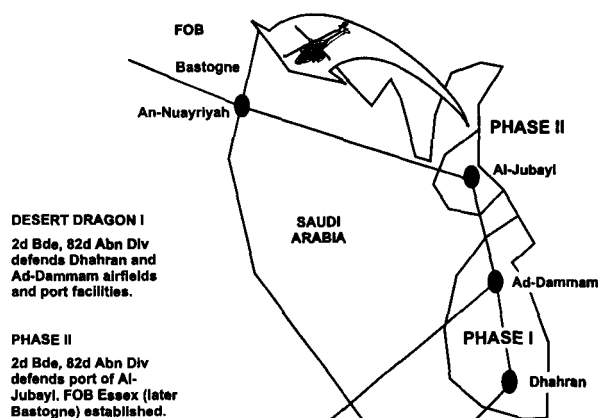 FOB
Bastogne
An-Nuayriyah
PHASE II
Al-Jubayl
SAUDI
ARABIA
DESERT DRAGON I
2d Bde, 82d Abn Div
defends Dhahran and
Ad-Dammam airfields
and port facilities.
Ad-Dammam
PHASE I
PHASE II
2d Bde, 82d Abn Div
defends port of Al-
Jubayl. FOB Essex (later
Bastogne) established.
Dhahran